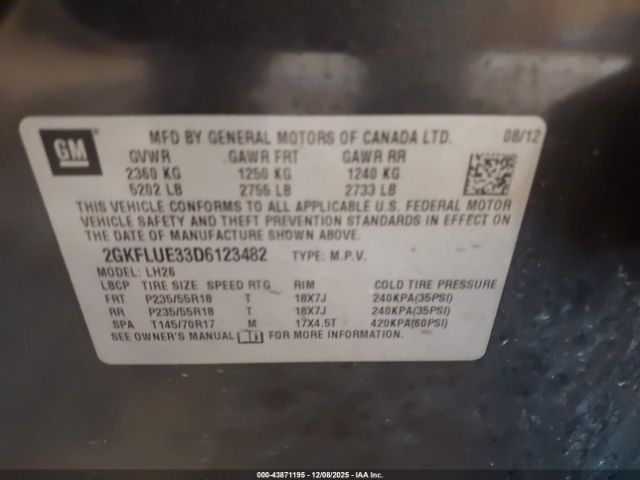 GM
MFD BY GENERAL MOTORS OF CANADA LTD. 08/12
GVWR GAWR FRT GAWR RR
2360 KG 1250 KG 1240 KG
5202 LB 2755 LB 2733 LB
THIS VEHICLE CONFORMS TO ALL APPLICABLE U.S. FEDERAL MOTOR
VEHICLE SAFETY AND THEFT PREVENTION STANDARDS IN EFFECT ON
THE DATE OF MANUFACTURE SHOWN ABOVE.
2GKFLUE33D6123482 TYPE: M.P.V.
MODEL: LH26
LBCP TIRE SIZE SPEED RTG RIM COLD TIRE PRESSURE
FRT P235/55R18 T 18X7J 240KPA(35PSI)
RR P235/55R18 T 18X7J 240KPA(35PSI)
SPA T145/70R17 M 17X4.5T 420KPA(60PSI)
SEE OWNER'S MANUAL FOR MORE INFORMATION.
000-43871195 - 12/08/2025 - IAA Inc.